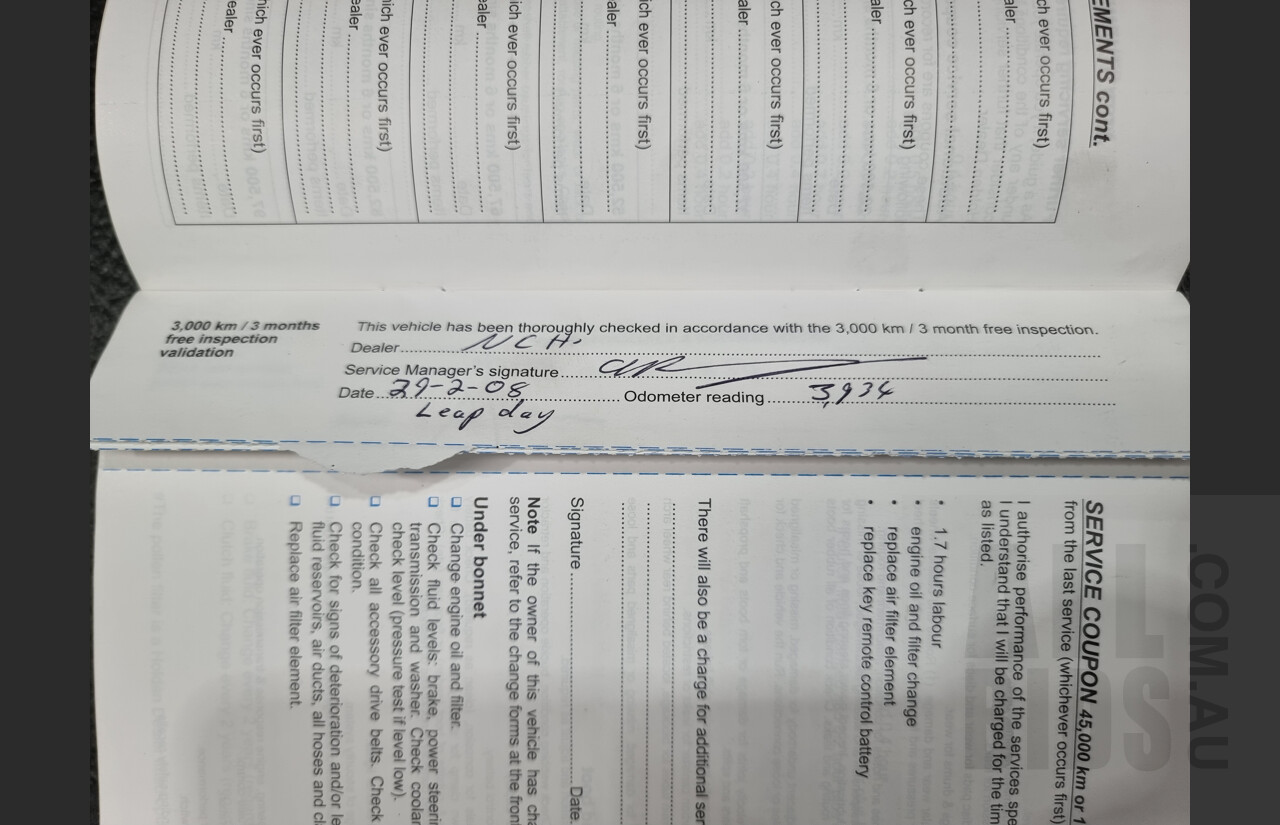 EMENTS cont.
ch ever occurs first)
aler
ch ever occurs first)
aler
ch ever occurs first)
aler
ich ever occurs first)
aler
ich ever occurs first)
ealer
hich ever occurs first)
ealer
hich ever occurs first)
ealer
3,000 km / 3 months
free inspection
validation
This vehicle has been thoroughly checked in accordance with the 3,000 km / 3 month free inspection.
Dealer NCA.
Service Manager's signature
Date 29-2-08 Odometer reading 3,934
Leap day
SERVICE COUPON 45,000 km or 1
from the last service (whichever occurs first)
I authorise performance of the services spe
I understand that I will be charged for the tim
as listed.
• 1.7 hours labour
• engine oil and filter change
• replace air filter element
• replace key remote control battery
There will also be a charge for additional ser
Signature Date
Note If the owner of this vehicle has cha
service, refer to the change forms at the fron
Under bonnet
❑ Change engine oil and filter.
❑ Check fluid levels: brake, power steeri
transmission and washer. Check coolan
check level (pressure test if level low).
❑ Check all accessory drive belts. Check
condition.
❑ Check for signs of deterioration and/or le
fluid reservoirs, air ducts, all hoses and cl
❑ Replace air filter element.
ALL
BIDS
.COM.AU